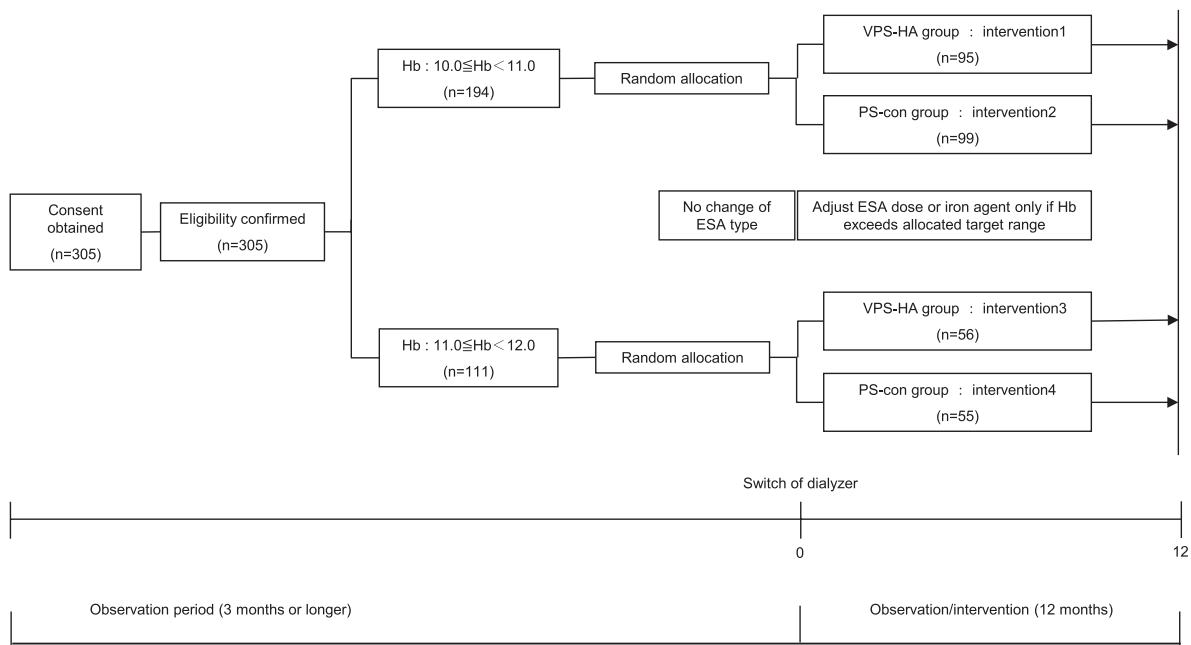 Consent
obtained
(n=305)
Eligibility confirmed
(n=305)
Hb : 10.0≦Hb<11.0
(n=194)
Random allocation
VPS-HA group : intervention1
(n=95)
PS-con group : intervention2
(n=99)
No change of
ESA type
Adjust ESA dose or iron agent only if Hb
exceeds allocated target range
Hb : 11.0≦Hb<12.0
(n=111)
Random allocation
VPS-HA group : intervention3
(n=56)
PS-con group : intervention4
(n=55)
Switch of dialyzer
0
12
Observation period (3 months or longer)
Observation/intervention (12 months)